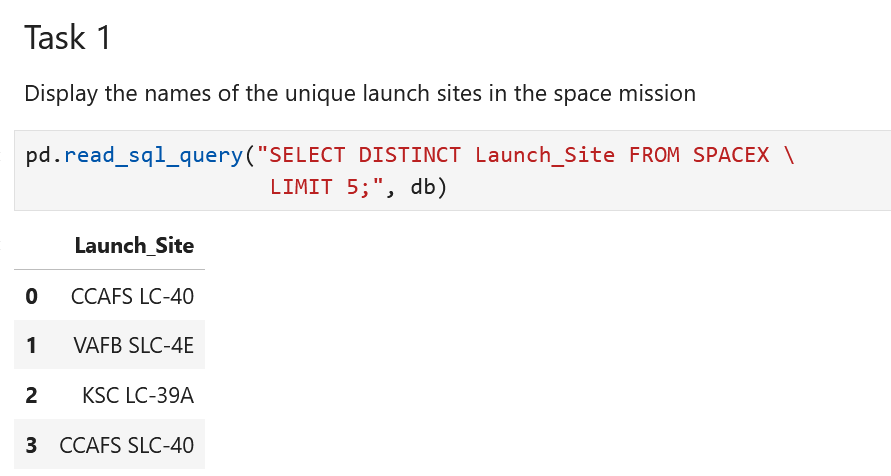 Task 1
Display the names of the unique launch sites in the space mission
pd.read_sql_query("SELECT DISTINCT Launch_Site FROM SPACEX \
LIMIT 5;", db)
Launch_Site
0 CCAFS LC-40
1 VAFB SLC-4E
2 KSC LC-39A
3 CCAFS SLC-40